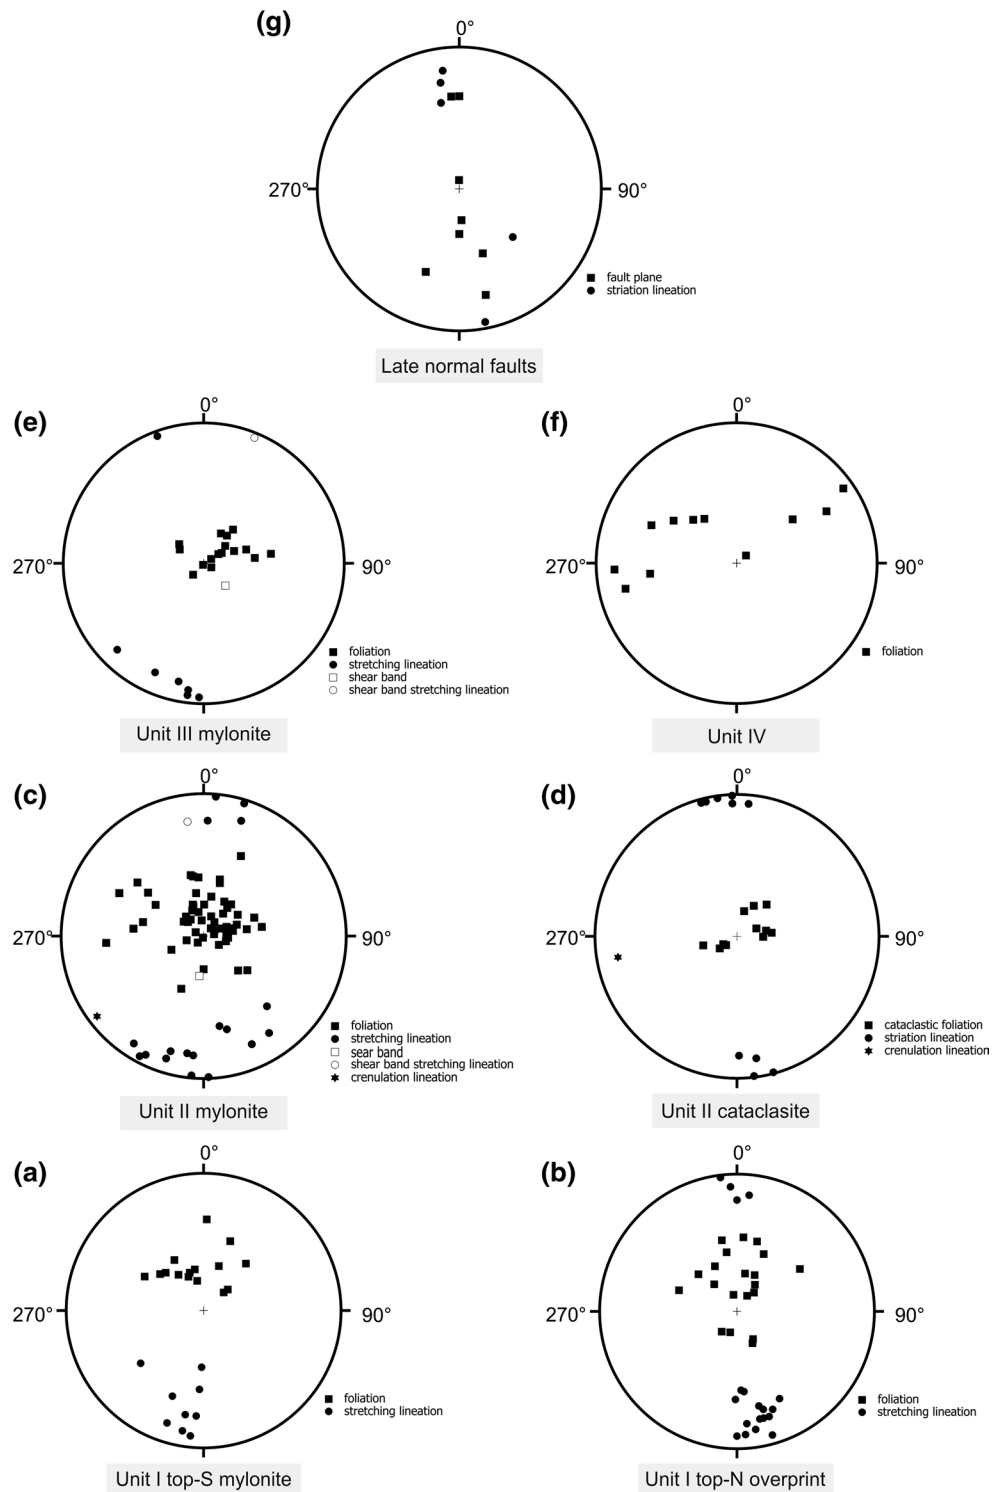 (g)
0°
270°
90°
fault plane
striation lineation
Late normal faults
(e)
0°
270°
90°
foliation
stretching lineation
shear band
shear band stretching lineation
Unit III mylonite
(f)
0°
270°
90°
foliation
Unit IV
(c)
0°
270°
90°
foliation
stretching lineation
sear band
shear band stretching lineation
crenulation lineation
Unit II mylonite
(d)
0°
270°
90°
cataclastic foliation
striation lineation
crenulation lineation
Unit II cataclasite
(a)
0°
270°
90°
foliation
stretching lineation
Unit I top-S mylonite
(b)
0°
270°
90°
foliation
stretching lineation
Unit I top-N overprint